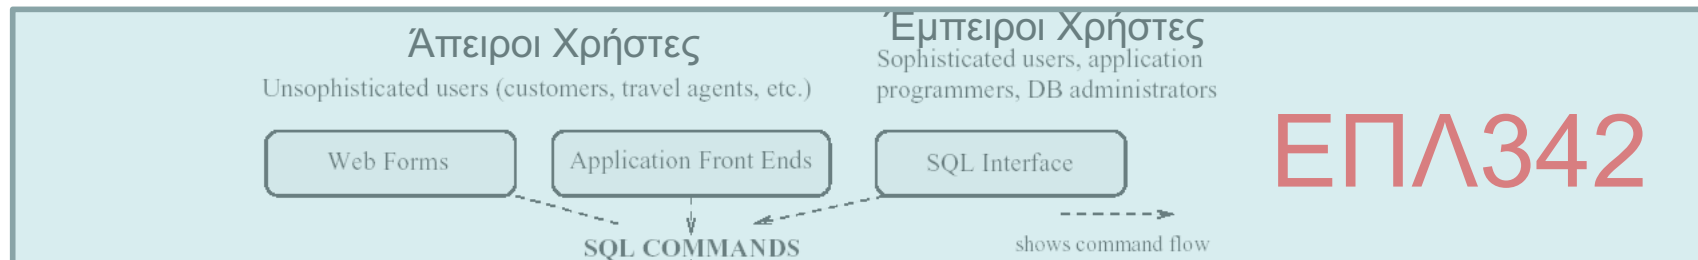 Άπειροι Χρήστες
Unsophisticated users (customers, travel agents, etc.)
Έμπειροι Χρήστες
Sophisticated users, application
programmers, DB administrators
ΕΠΛ342
Web Forms
Application Front Ends
SQL Interface
SQL COMMANDS
shows command flow